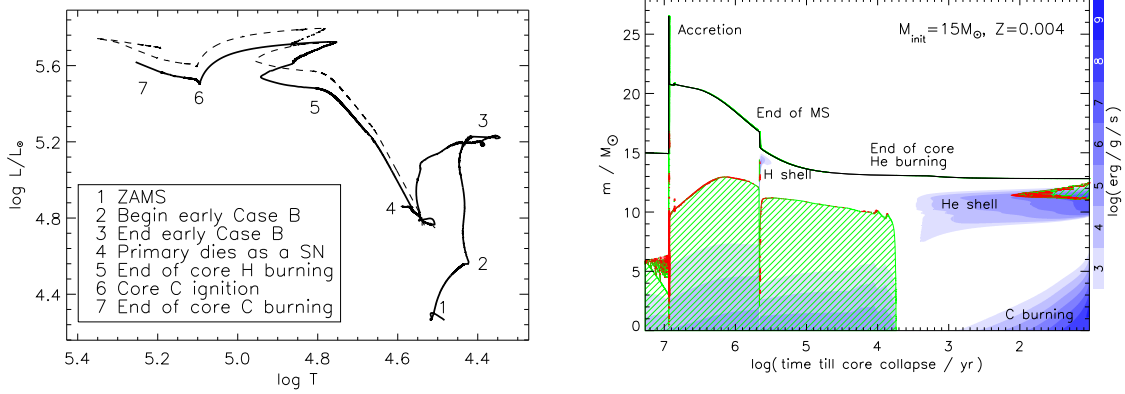 5.6
5.2
4.8
4.4
log L/L☉
5.4
5.2
5.0
4.8
4.6
4.4
log T
7
6
5
3
4
2
1
1 ZAMS
2 Begin early Case B
3 End early Case B
4 Primary dies as a SN
5 End of core H burning
6 Core C ignition
7 End of core C burning
25
20
15
10
5
0
m / M☉
7
6
5
4
3
2
log(time till core collapse / yr)
Accretion
M_init=15M☉, Z=0.004
End of MS
H shell
End of core
He burning
He shell
C burning
9
8
7
6
5
4
3
log(erg / g / s)